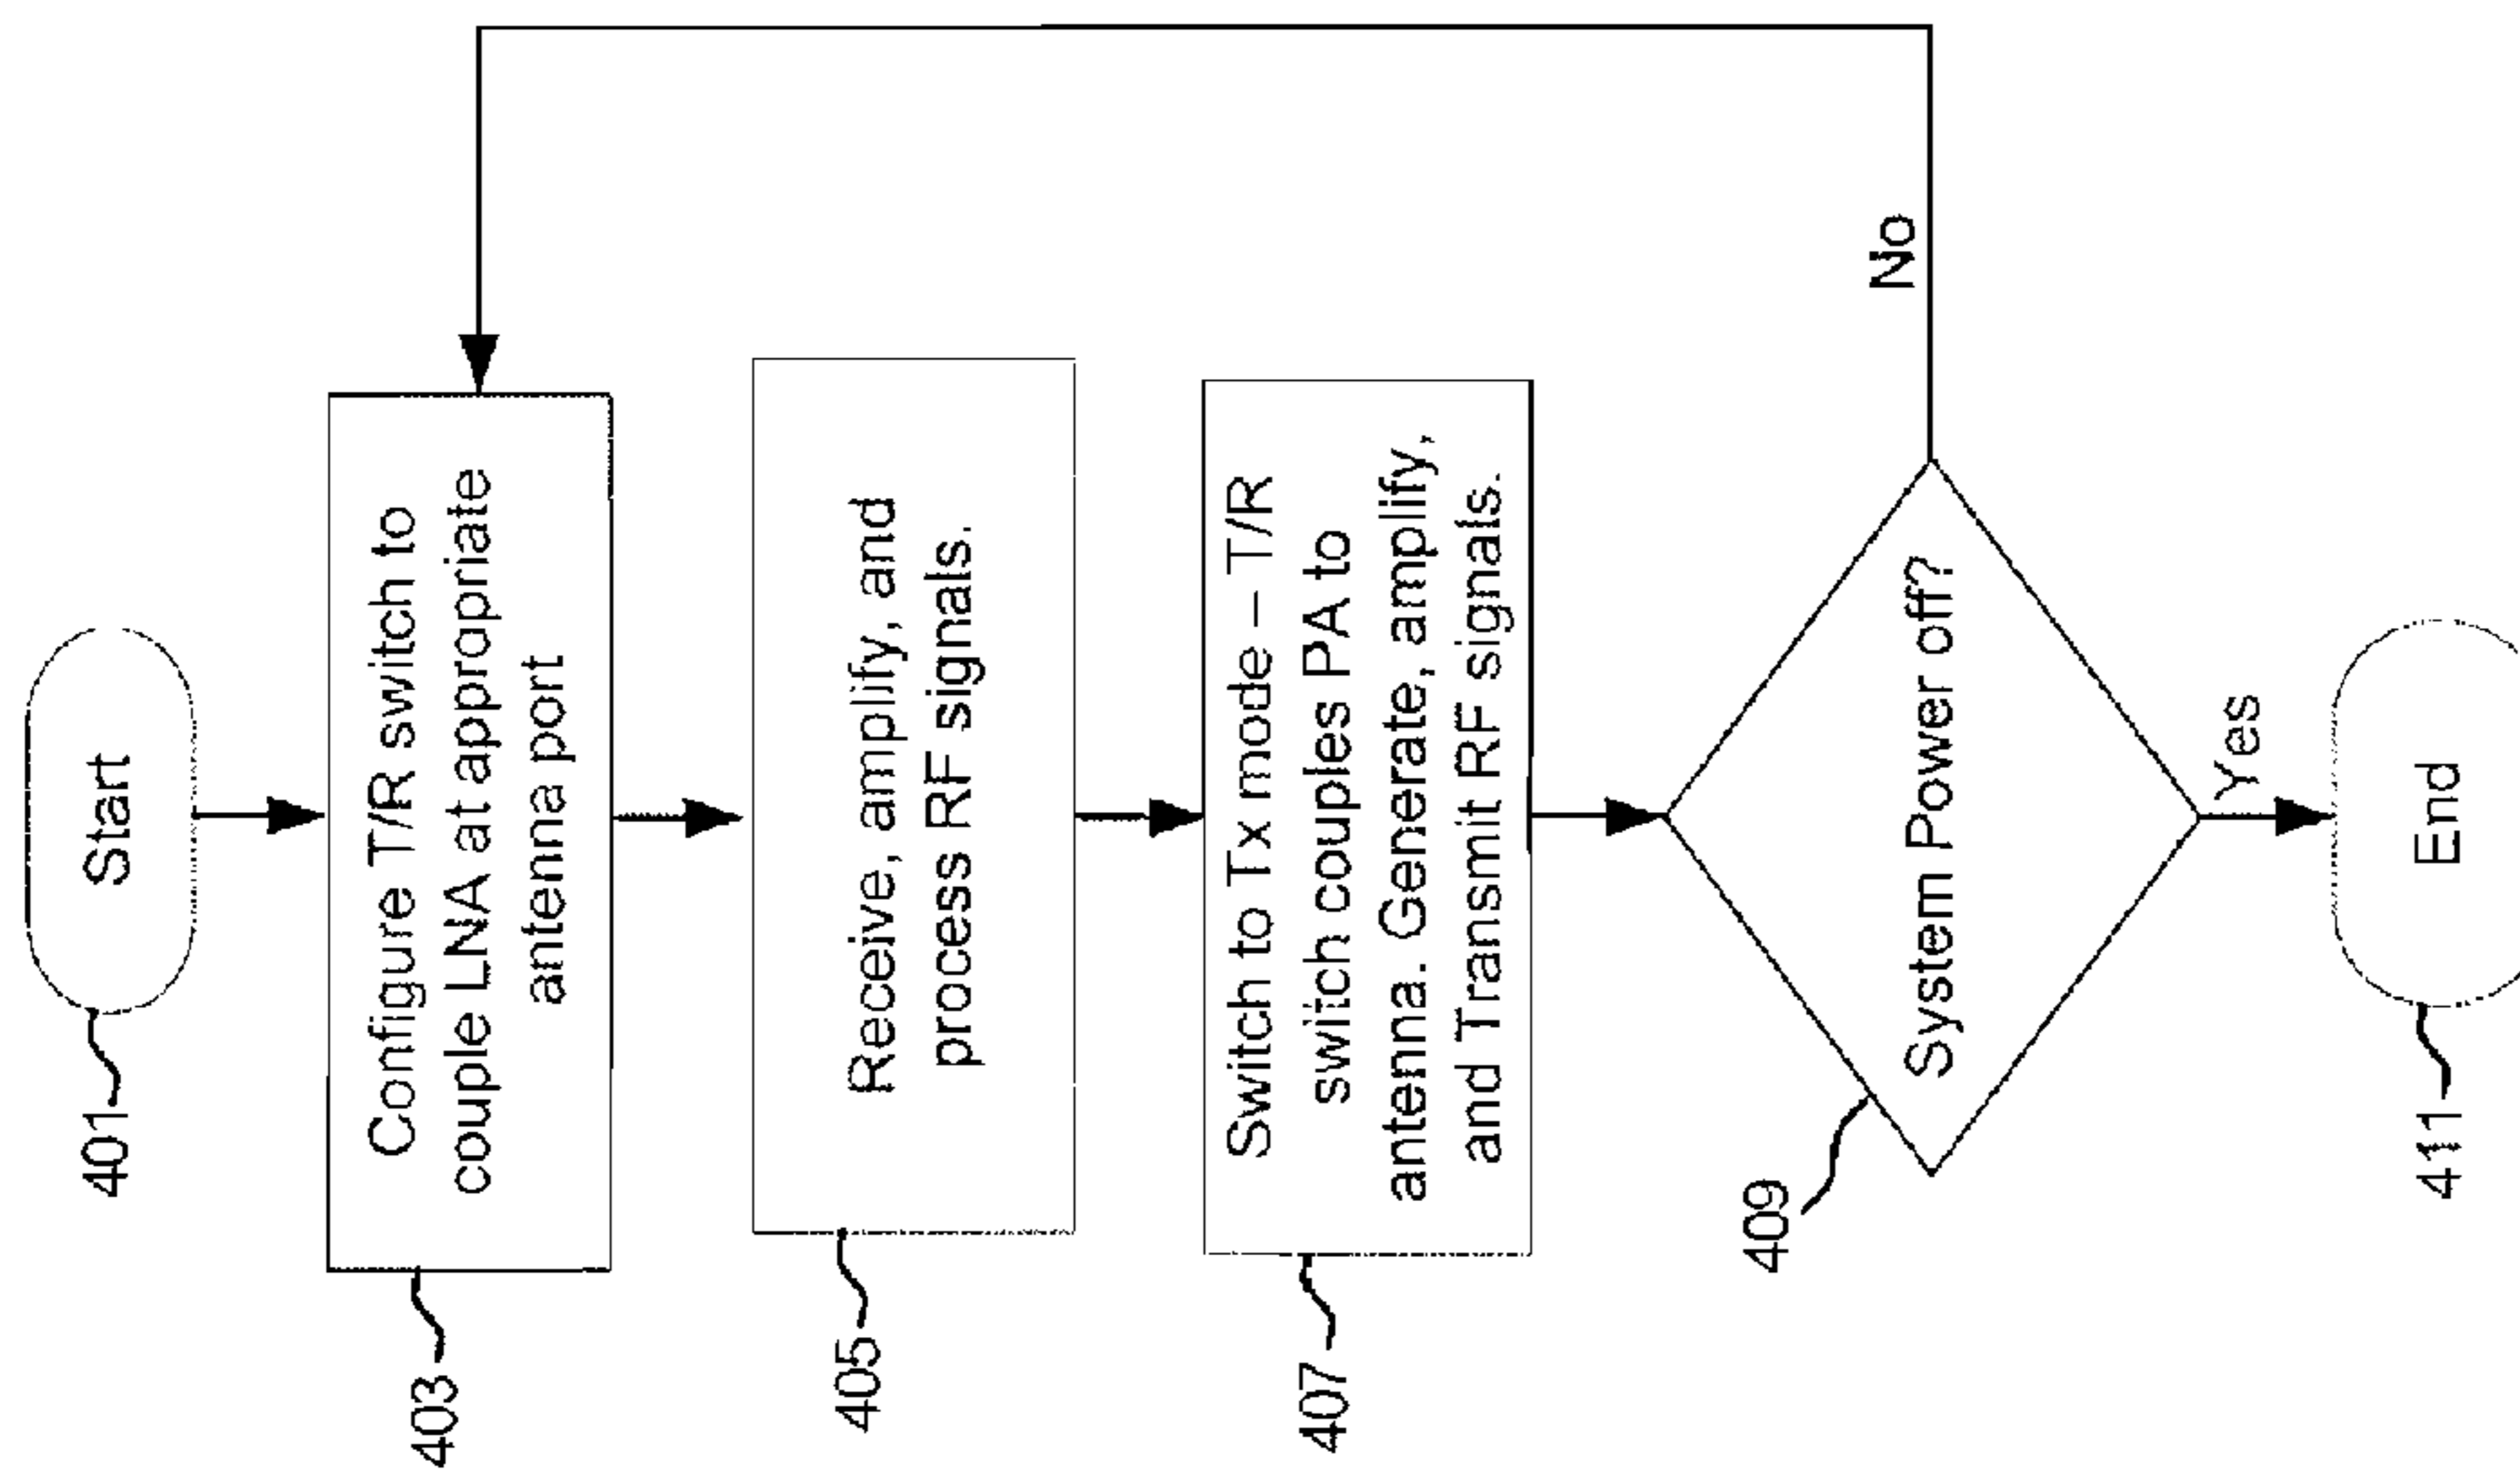 401
Start
403
Configure T/R switch to
couple LNA at appropriate
antenna port
405
Receive, amplify, and
process RF signals.
407
Switch to Tx mode – T/R
switch couples PA to
antenna. Generate, amplify,
and Transmit RF signals.
409
System Power off?
No
Yes
411
End